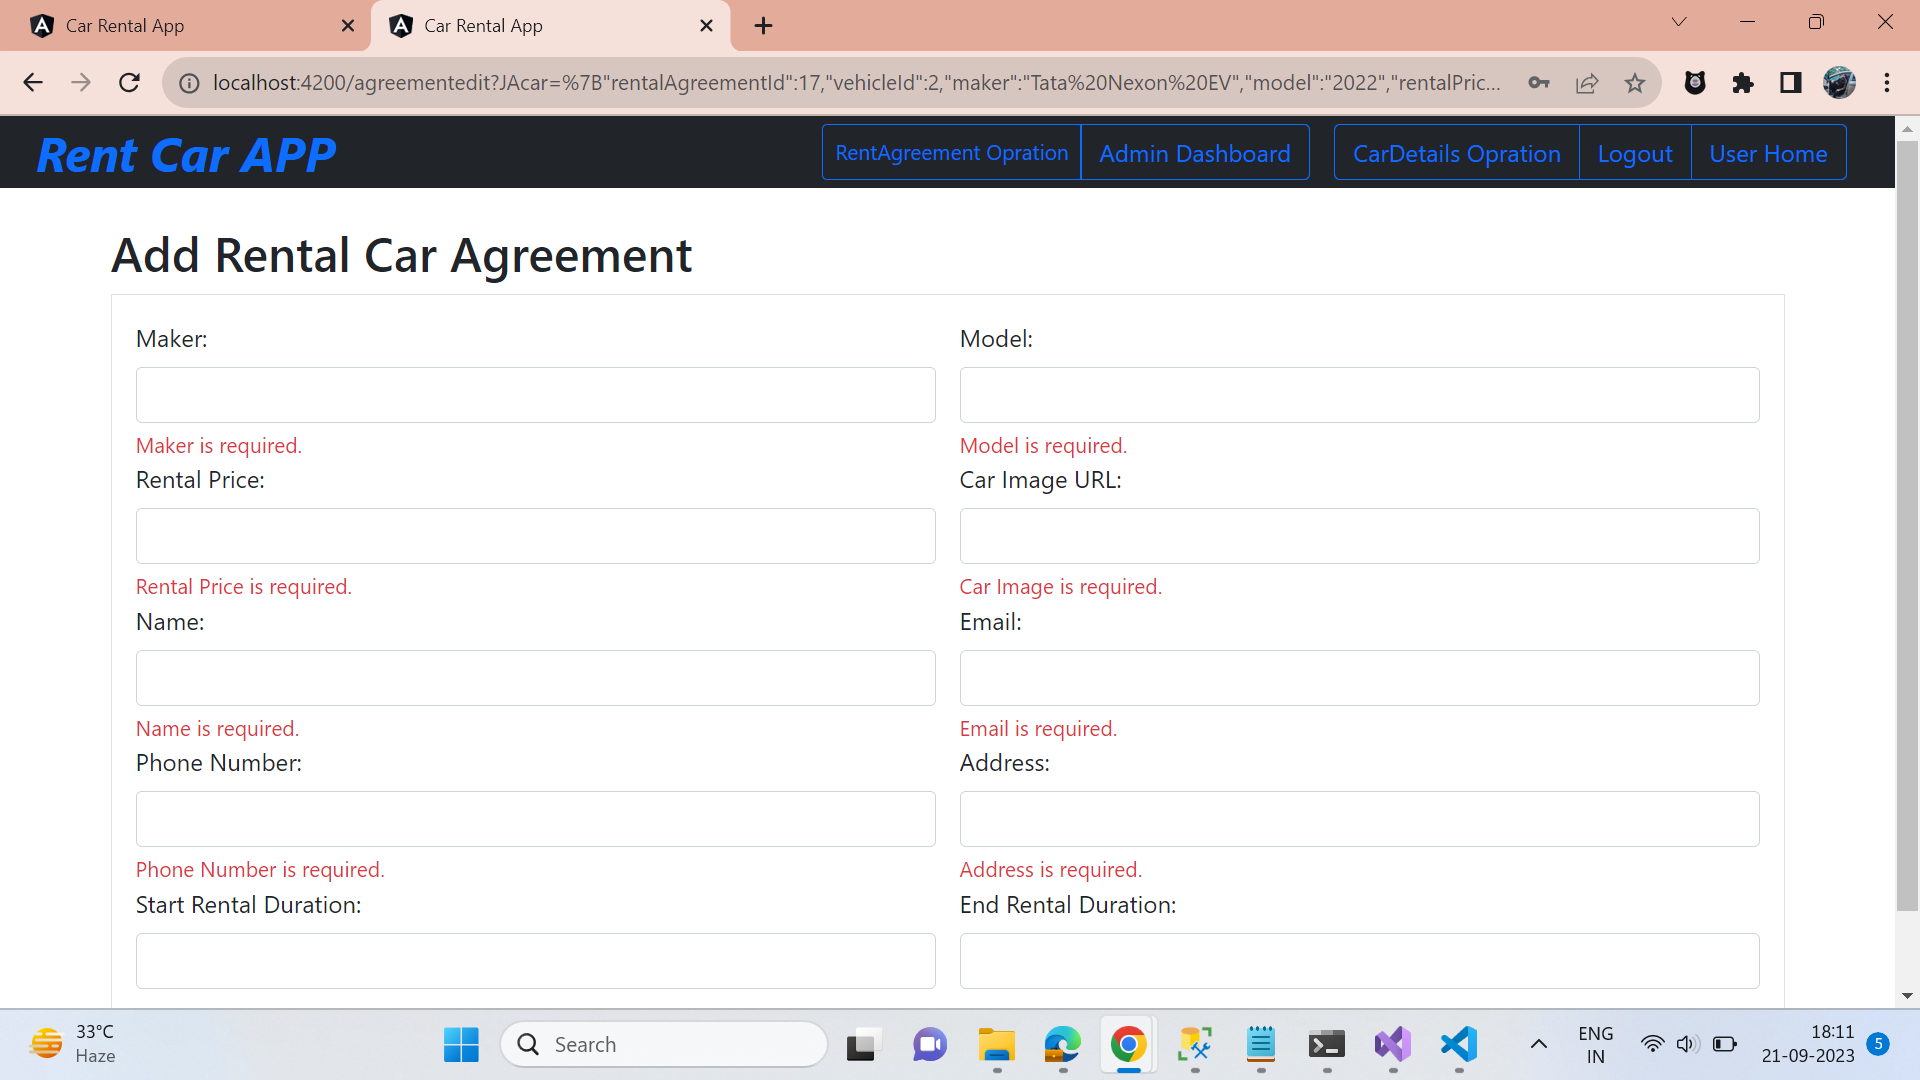 Car Rental App
Car Rental App
localhost:4200/agreementedit?JAcar=%7B"rentalAgreementId":17,"vehicleId":2,"maker":"Tata%20Nexon%20EV","model":"2022","rentalPric...
Rent Car APP
RentAgreement Opration
Admin Dashboard
CarDetails Opration
Logout
User Home
Add Rental Car Agreement
Maker:
Model:
Maker is required.
Model is required.
Rental Price:
Car Image URL:
Rental Price is required.
Car Image is required.
Name:
Email:
Name is required.
Email is required.
Phone Number:
Address:
Phone Number is required.
Address is required.
Start Rental Duration:
End Rental Duration:
33°C
Haze
Search
ENG
IN
18:11
21-09-2023
5